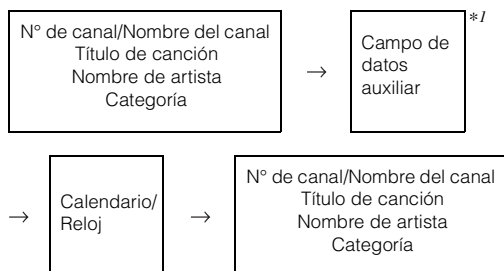 N° de canal/Nombre del canal
Título de canción
Nombre de artista
Categoría
→
Campo de
datos
auxiliar
*1
→
Calendario/
Reloj
→
N° de canal/Nombre del canal
Título de canción
Nombre de artista
Categoría